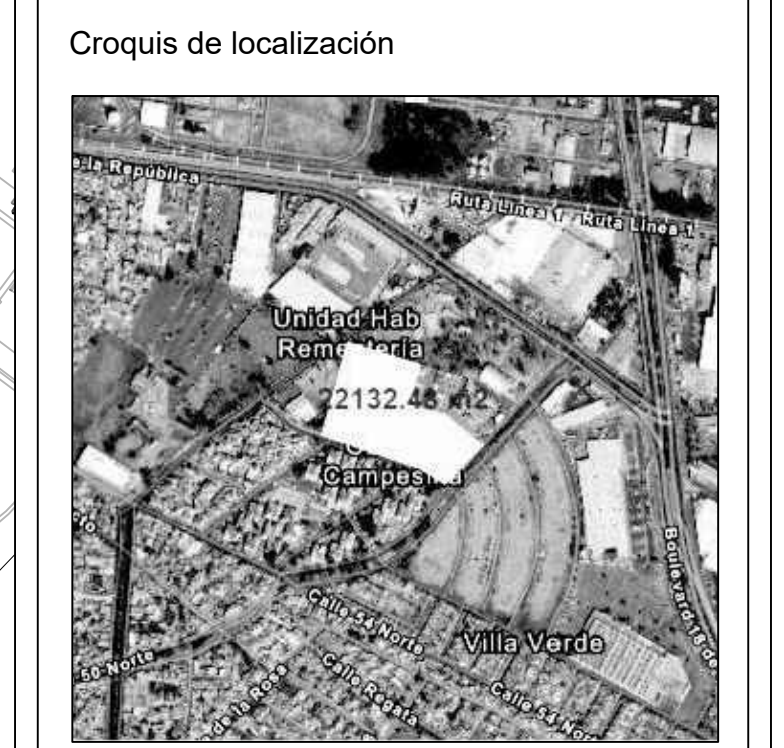 Croquis de localización
e la República
Ruta Línea 1 Ruta Línea 1
Unidad Hab
Rementería
22132.48 m2
Campesina
Calle 54 Norte
Villa Verde
Boulevard 18 de
50 Norte
Calle Regata
Calle 54 Nor
de la Rosa